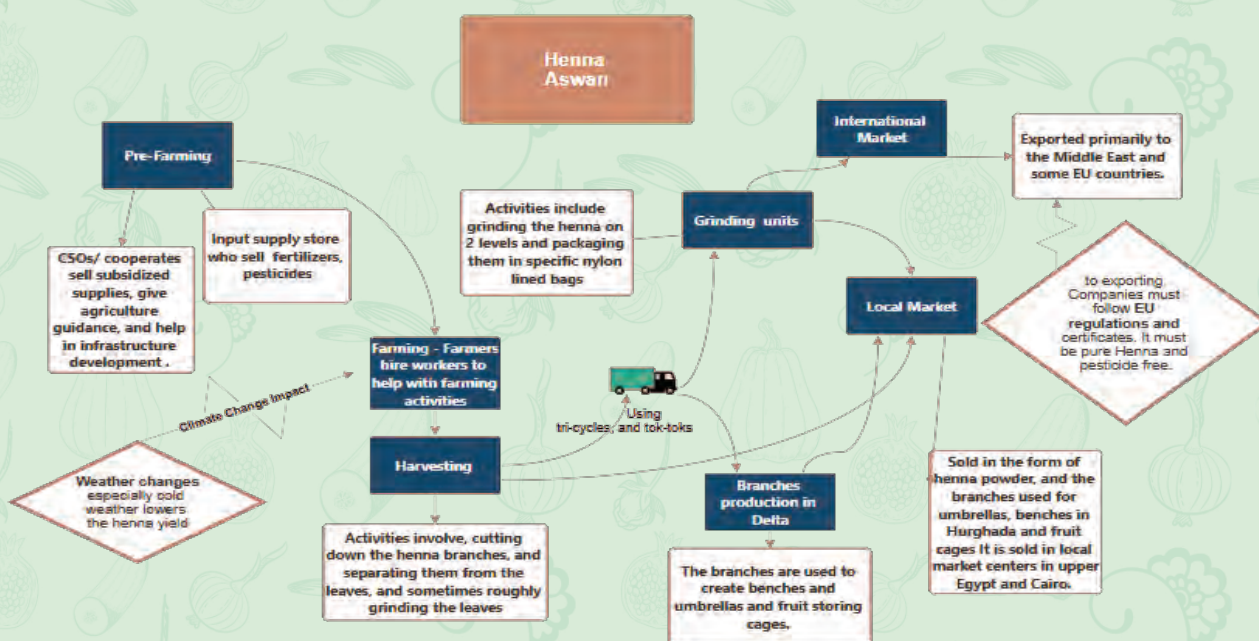 Henna
Aswan
Pre-Farming
CSOs/ cooperates
sell subsidized
supplies, give
agriculture
guidance, and help
in infrastructure
development .
Input supply store
who sell fertilizers,
pesticides
Farming - Farmers
hire workers to
help with farming
activities
Climate Change Impact
Weather changes
especially cold
weather lowers
the henna yield
Harvesting
Activities involve, cutting
down the henna branches, and
separating them from the
leaves, and sometimes roughly
grinding the leaves
Using
tri-cycles, and tok-toks
Activities include
grinding the henna on
2 levels and packaging
them in specific nylon
lined bags
Grinding units
International
Market
Exported primarily to
the Middle East and
some EU countries.
to exporting
Companies must
follow EU
regulations and
certificates. It must
be pure Henna and
pesticide free.
Local Market
Sold in the form of
henna powder, and the
branches used for
umbrellas, benches in
Hurghada and fruit
cages It is sold in local
market centers in upper
Egypt and Cairo.
Branches
production in
Delta
The branches are used to
create benches and
umbrellas and fruit storing
cages.